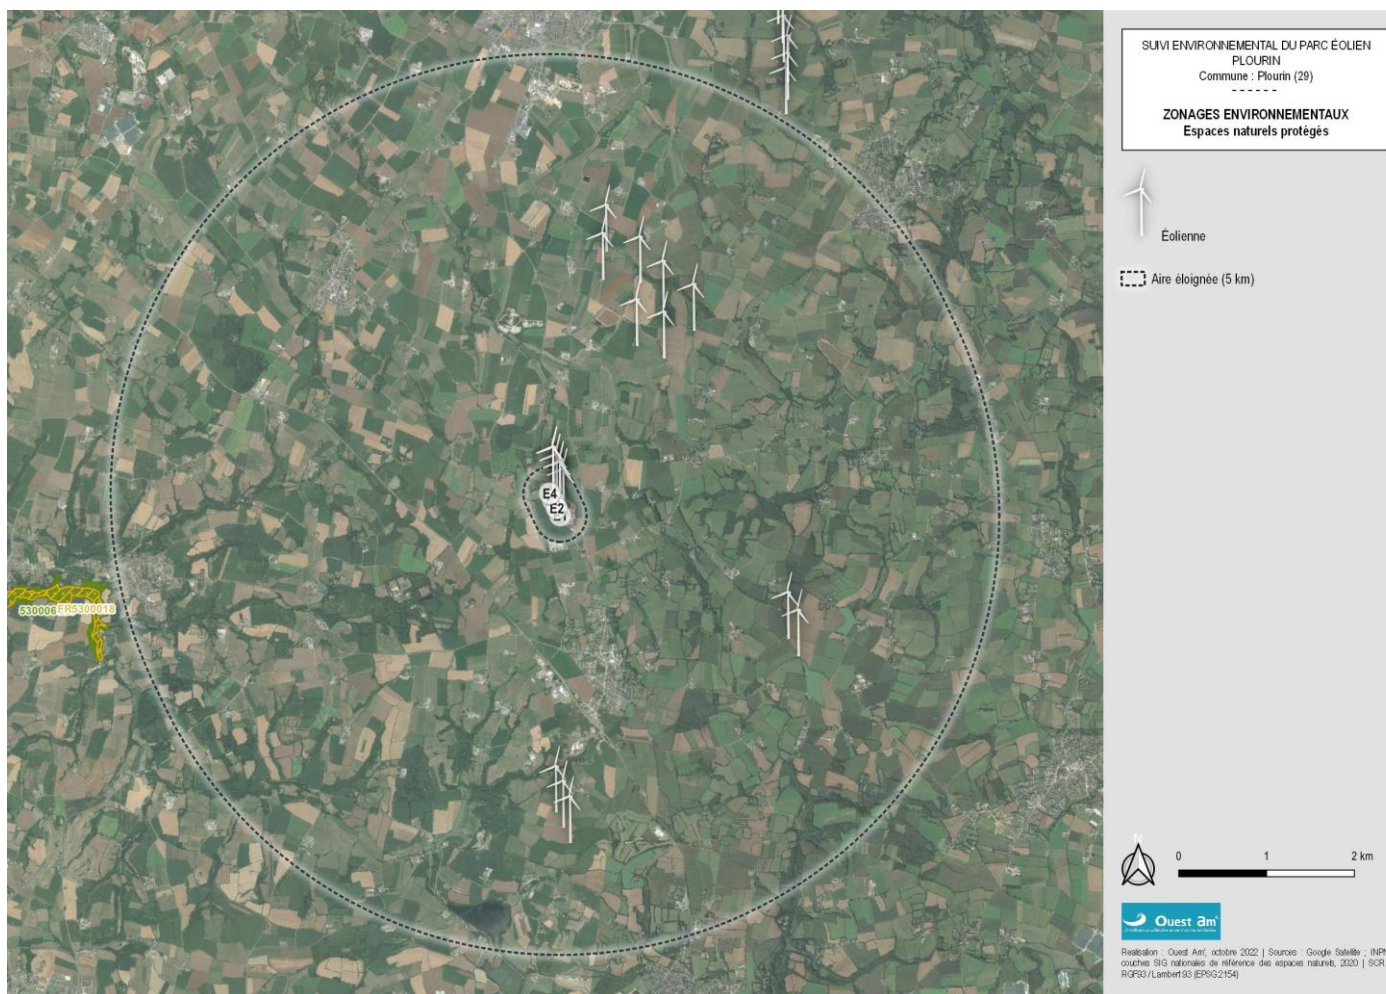 SUIVI ENVIRONNEMENTAL DU PARC ÉOLIEN
PLOURIN
Commune : Plourin (29)
ZONAGES ENVIRONNEMENTAUX
Espaces naturels protégés
Éolienne
Aire éloignée (5 km)
E4
E2
530006
FR5300018
N
0 1 2 km
Ouest am'
Réalisation : Ouest Am', octobre 2022 | Sources : Google Satellite ; INPN
couches SIG nationales de référence des espaces naturels, 2020 | SCR
RGF93 / Lambert 93 (EPSG 2154)